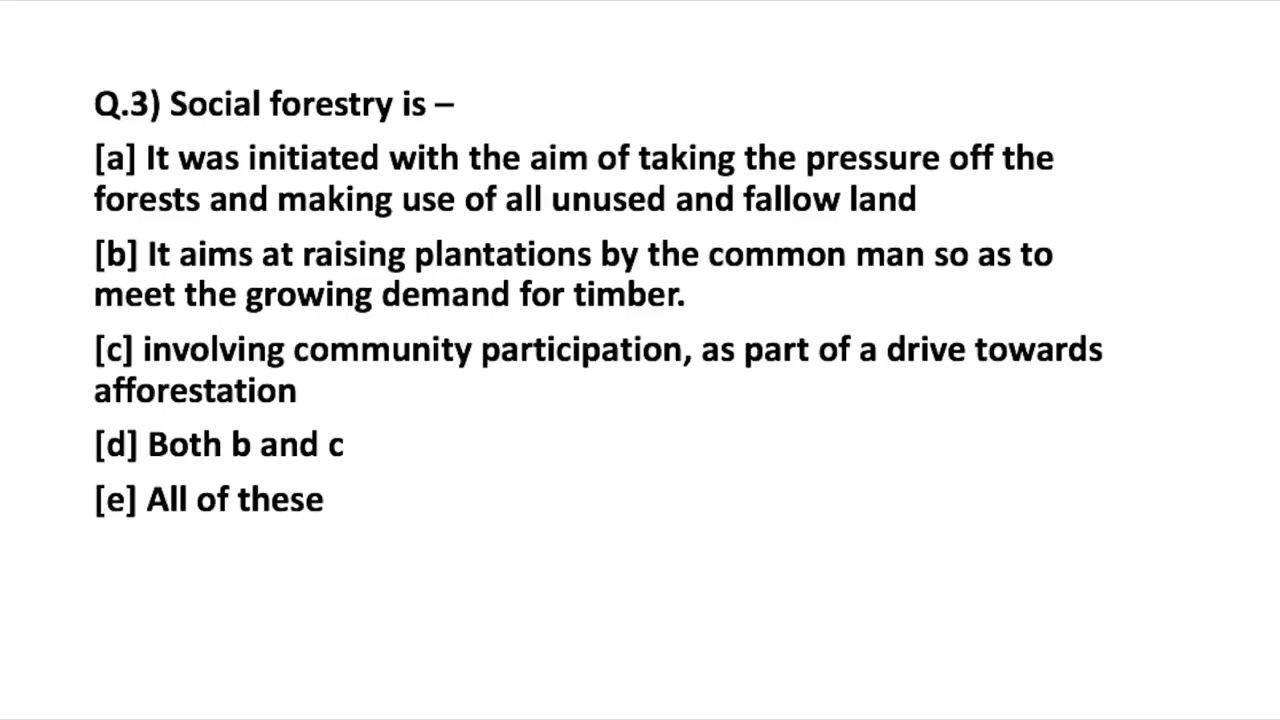 Q.3) Social forestry is –
[a] It was initiated with the aim of taking the pressure off the
forests and making use of all unused and fallow land
[b] It aims at raising plantations by the common man so as to
meet the growing demand for timber.
[c] involving community participation, as part of a drive towards
afforestation
[d] Both b and c
[e] All of these